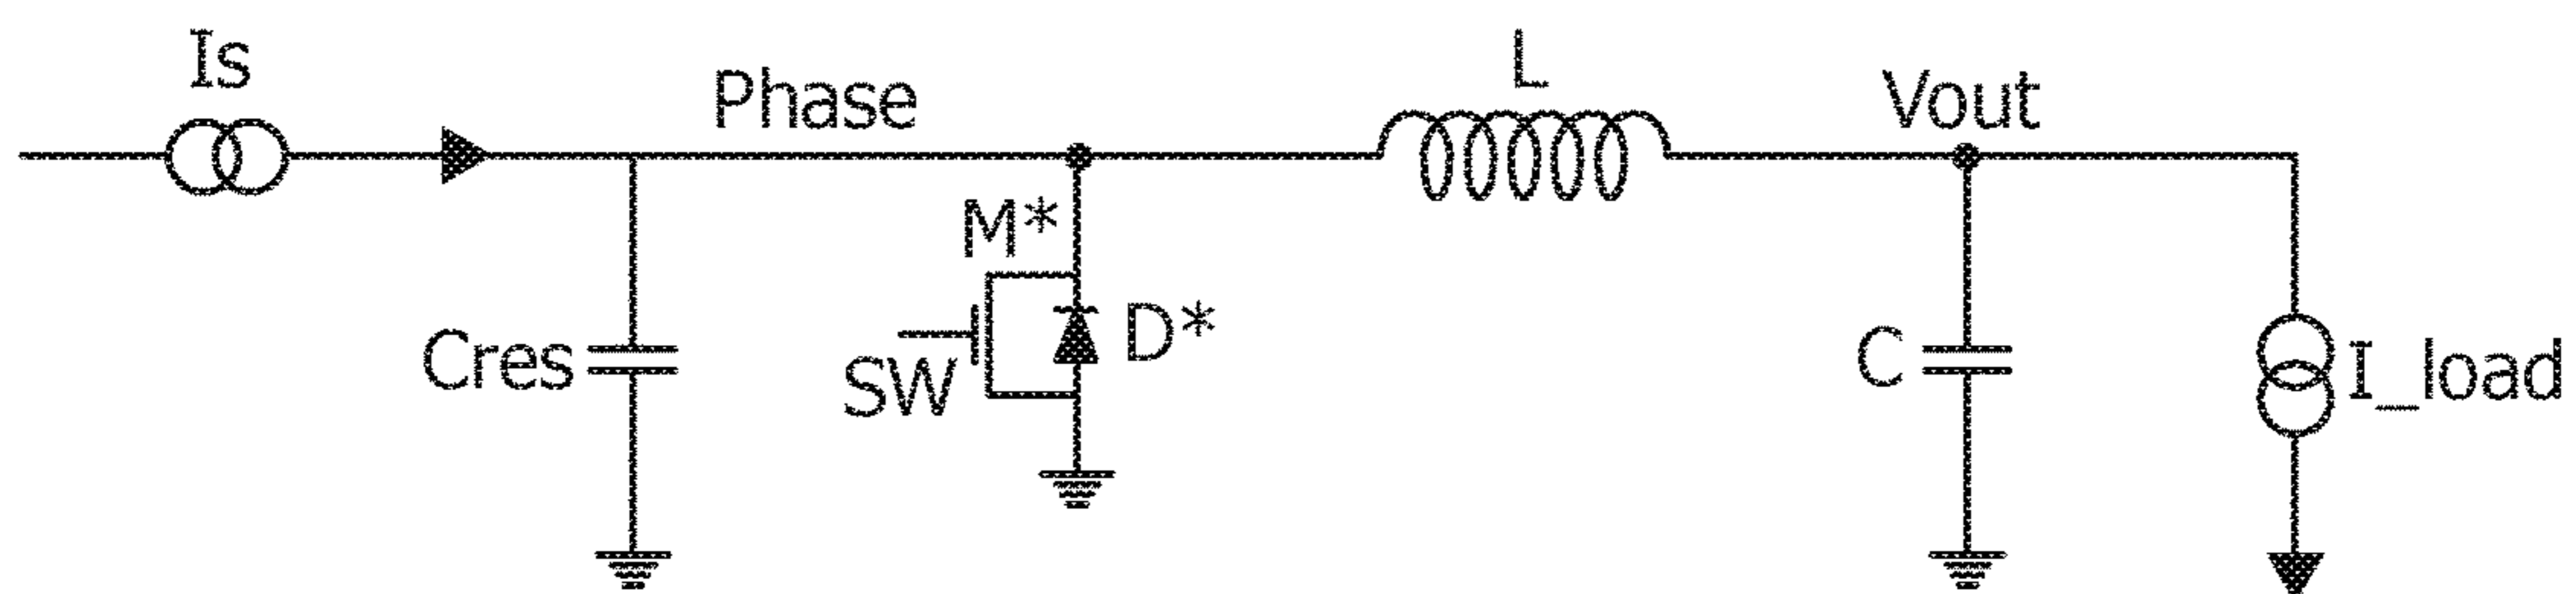 Is
Phase
L
Vout
M*
D*
SW
Cres
C
I_load